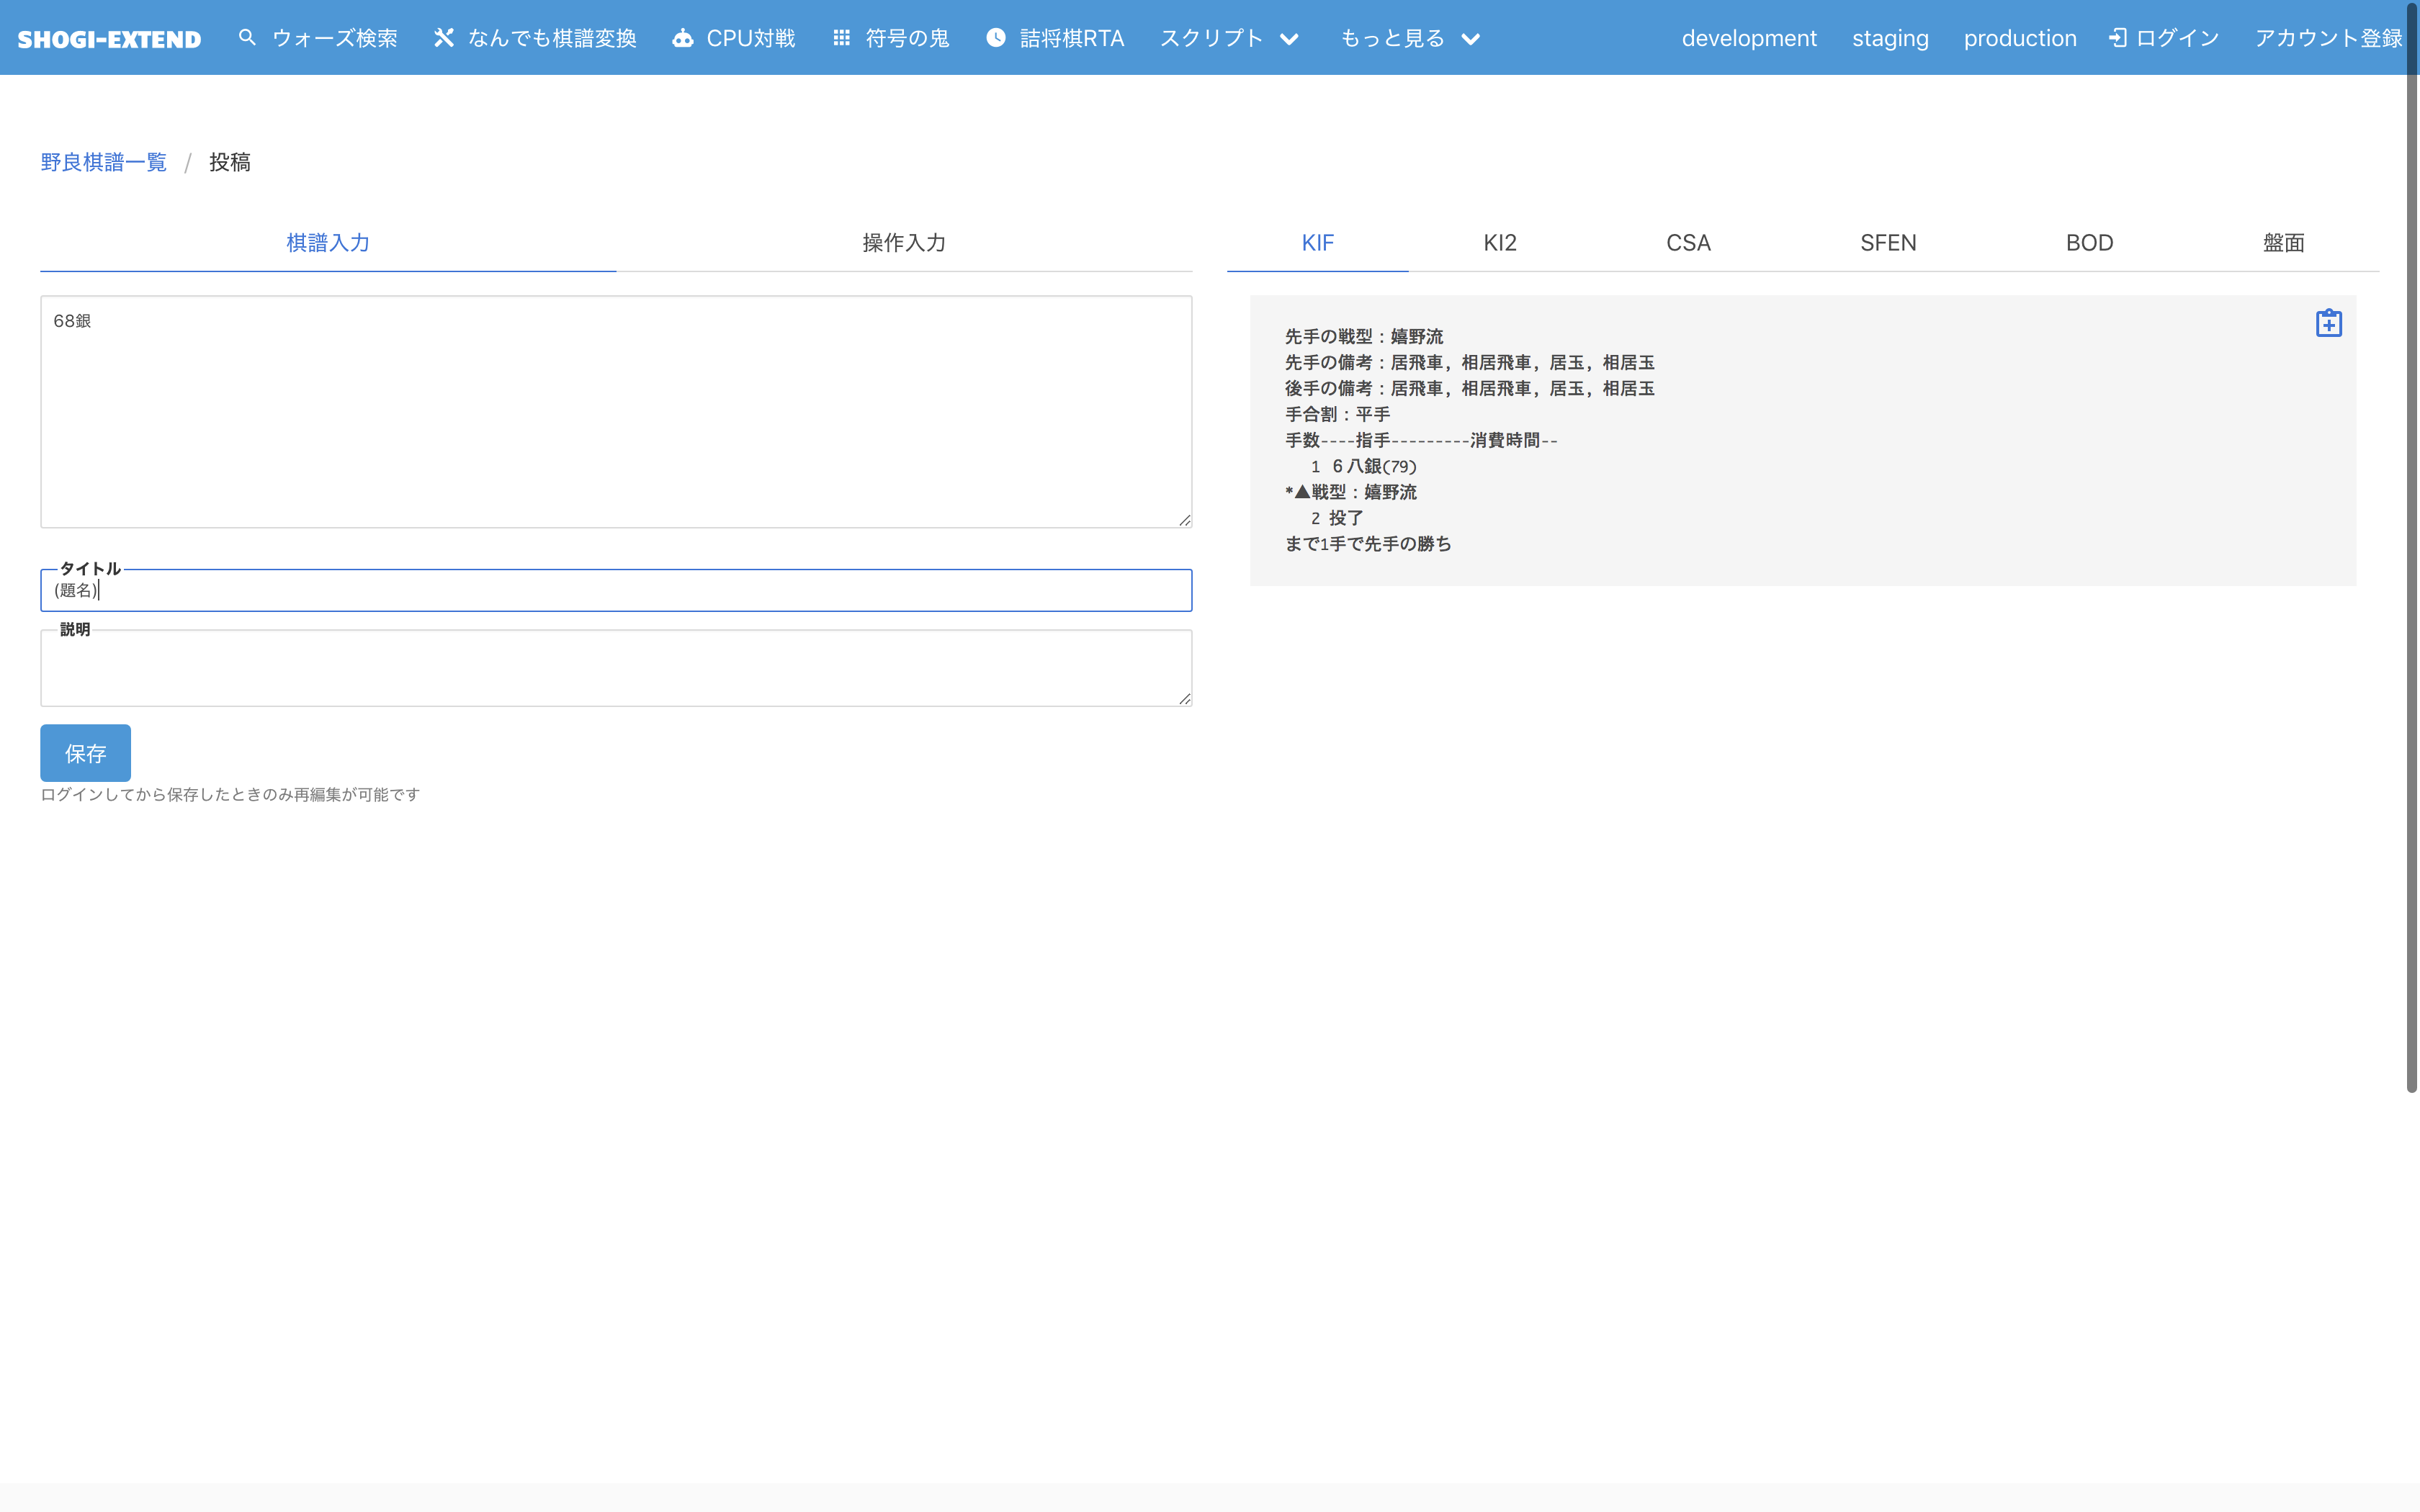 SHOGI-EXTEND ウォーズ検索 なんでも棋譜変換 CPU対戦 符号の鬼 詰将棋RTA スクリプト もっと見る development staging production ログイン アカウント登録
野良棋譜一覧 / 投稿
棋譜入力 操作入力
68銀
タイトル
(題名)
説明
保存
ログインしてから保存したときのみ再編集が可能です
KIF KI2 CSA SFEN BOD 盤面
先手の戦型：嬉野流
先手の備考：居飛車, 相居飛車, 居玉, 相居玉
後手の備考：居飛車, 相居飛車, 居玉, 相居玉
手合割：平手
手数----指手---------消費時間--
1 ６八銀(79)
*▲戦型：嬉野流
2 投了
まで1手で先手の勝ち